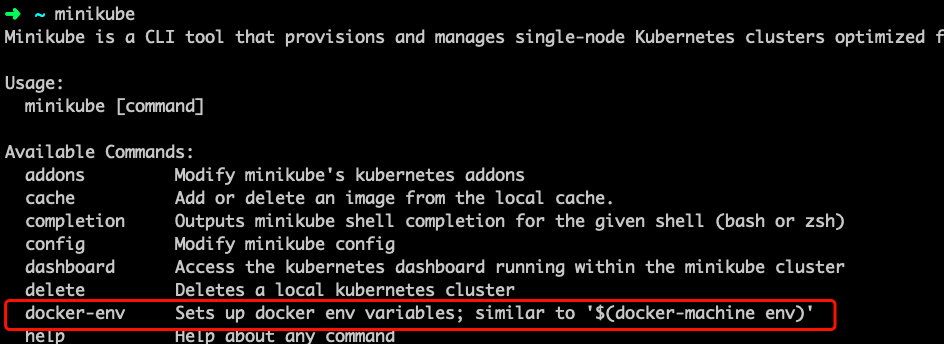 ➜ ~ minikube
Minikube is a CLI tool that provisions and manages single-node Kubernetes clusters optimized f
Usage:
minikube [command]
Available Commands:
addons Modify minikube's kubernetes addons
cache Add or delete an image from the local cache.
completion Outputs minikube shell completion for the given shell (bash or zsh)
config Modify minikube config
dashboard Access the kubernetes dashboard running within the minikube cluster
delete Deletes a local kubernetes cluster
docker-env Sets up docker env variables; similar to '$(docker-machine env)'
help Help about any command